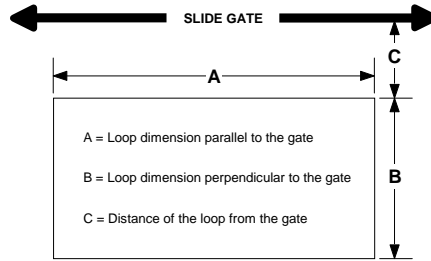 SLIDE GATE
C
A
A = Loop dimension parallel to the gate
B = Loop dimension perpendicular to the gate
B
C = Distance of the loop from the gate